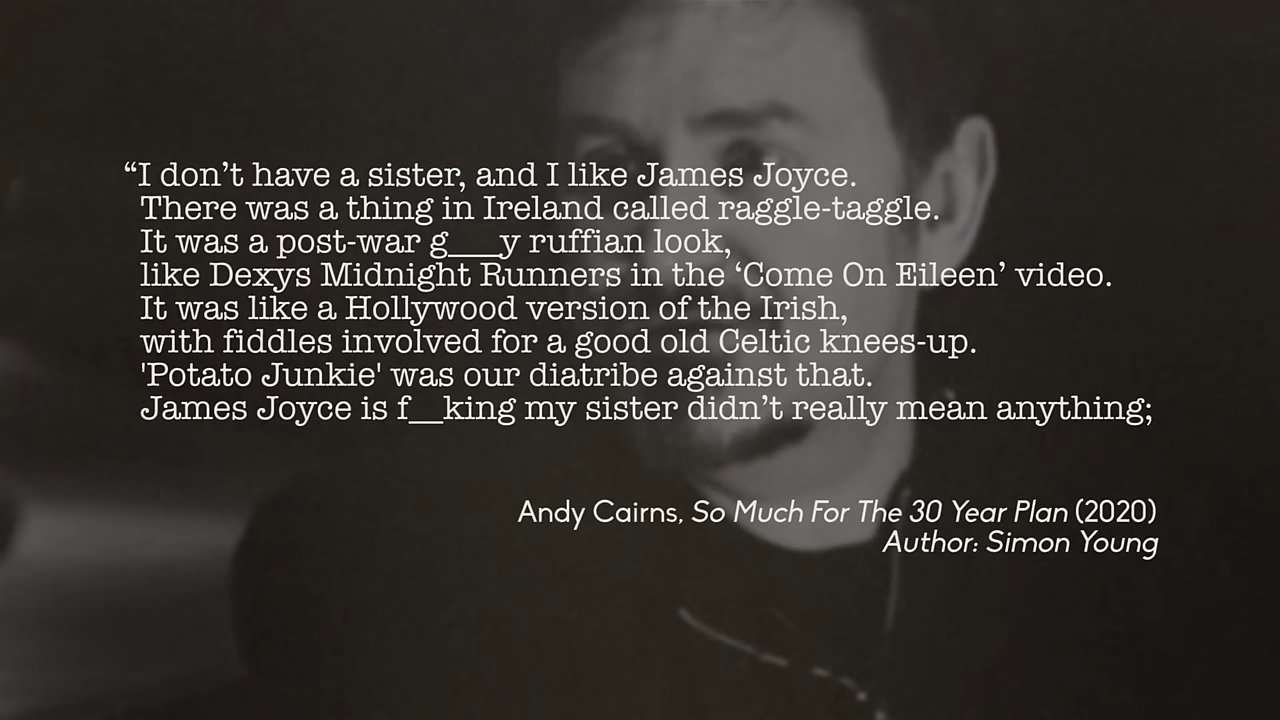 “I don’t have a sister, and I like James Joyce.
There was a thing in Ireland called raggle-taggle.
It was a post-war g___y ruffian look,
like Dexys Midnight Runners in the ‘Come On Eileen’ video.
It was like a Hollywood version of the Irish,
with fiddles involved for a good old Celtic knees-up.
'Potato Junkie' was our diatribe against that.
James Joyce is f__king my sister didn’t really mean anything;
Andy Cairns, So Much For The 30 Year Plan (2020)
Author: Simon Young